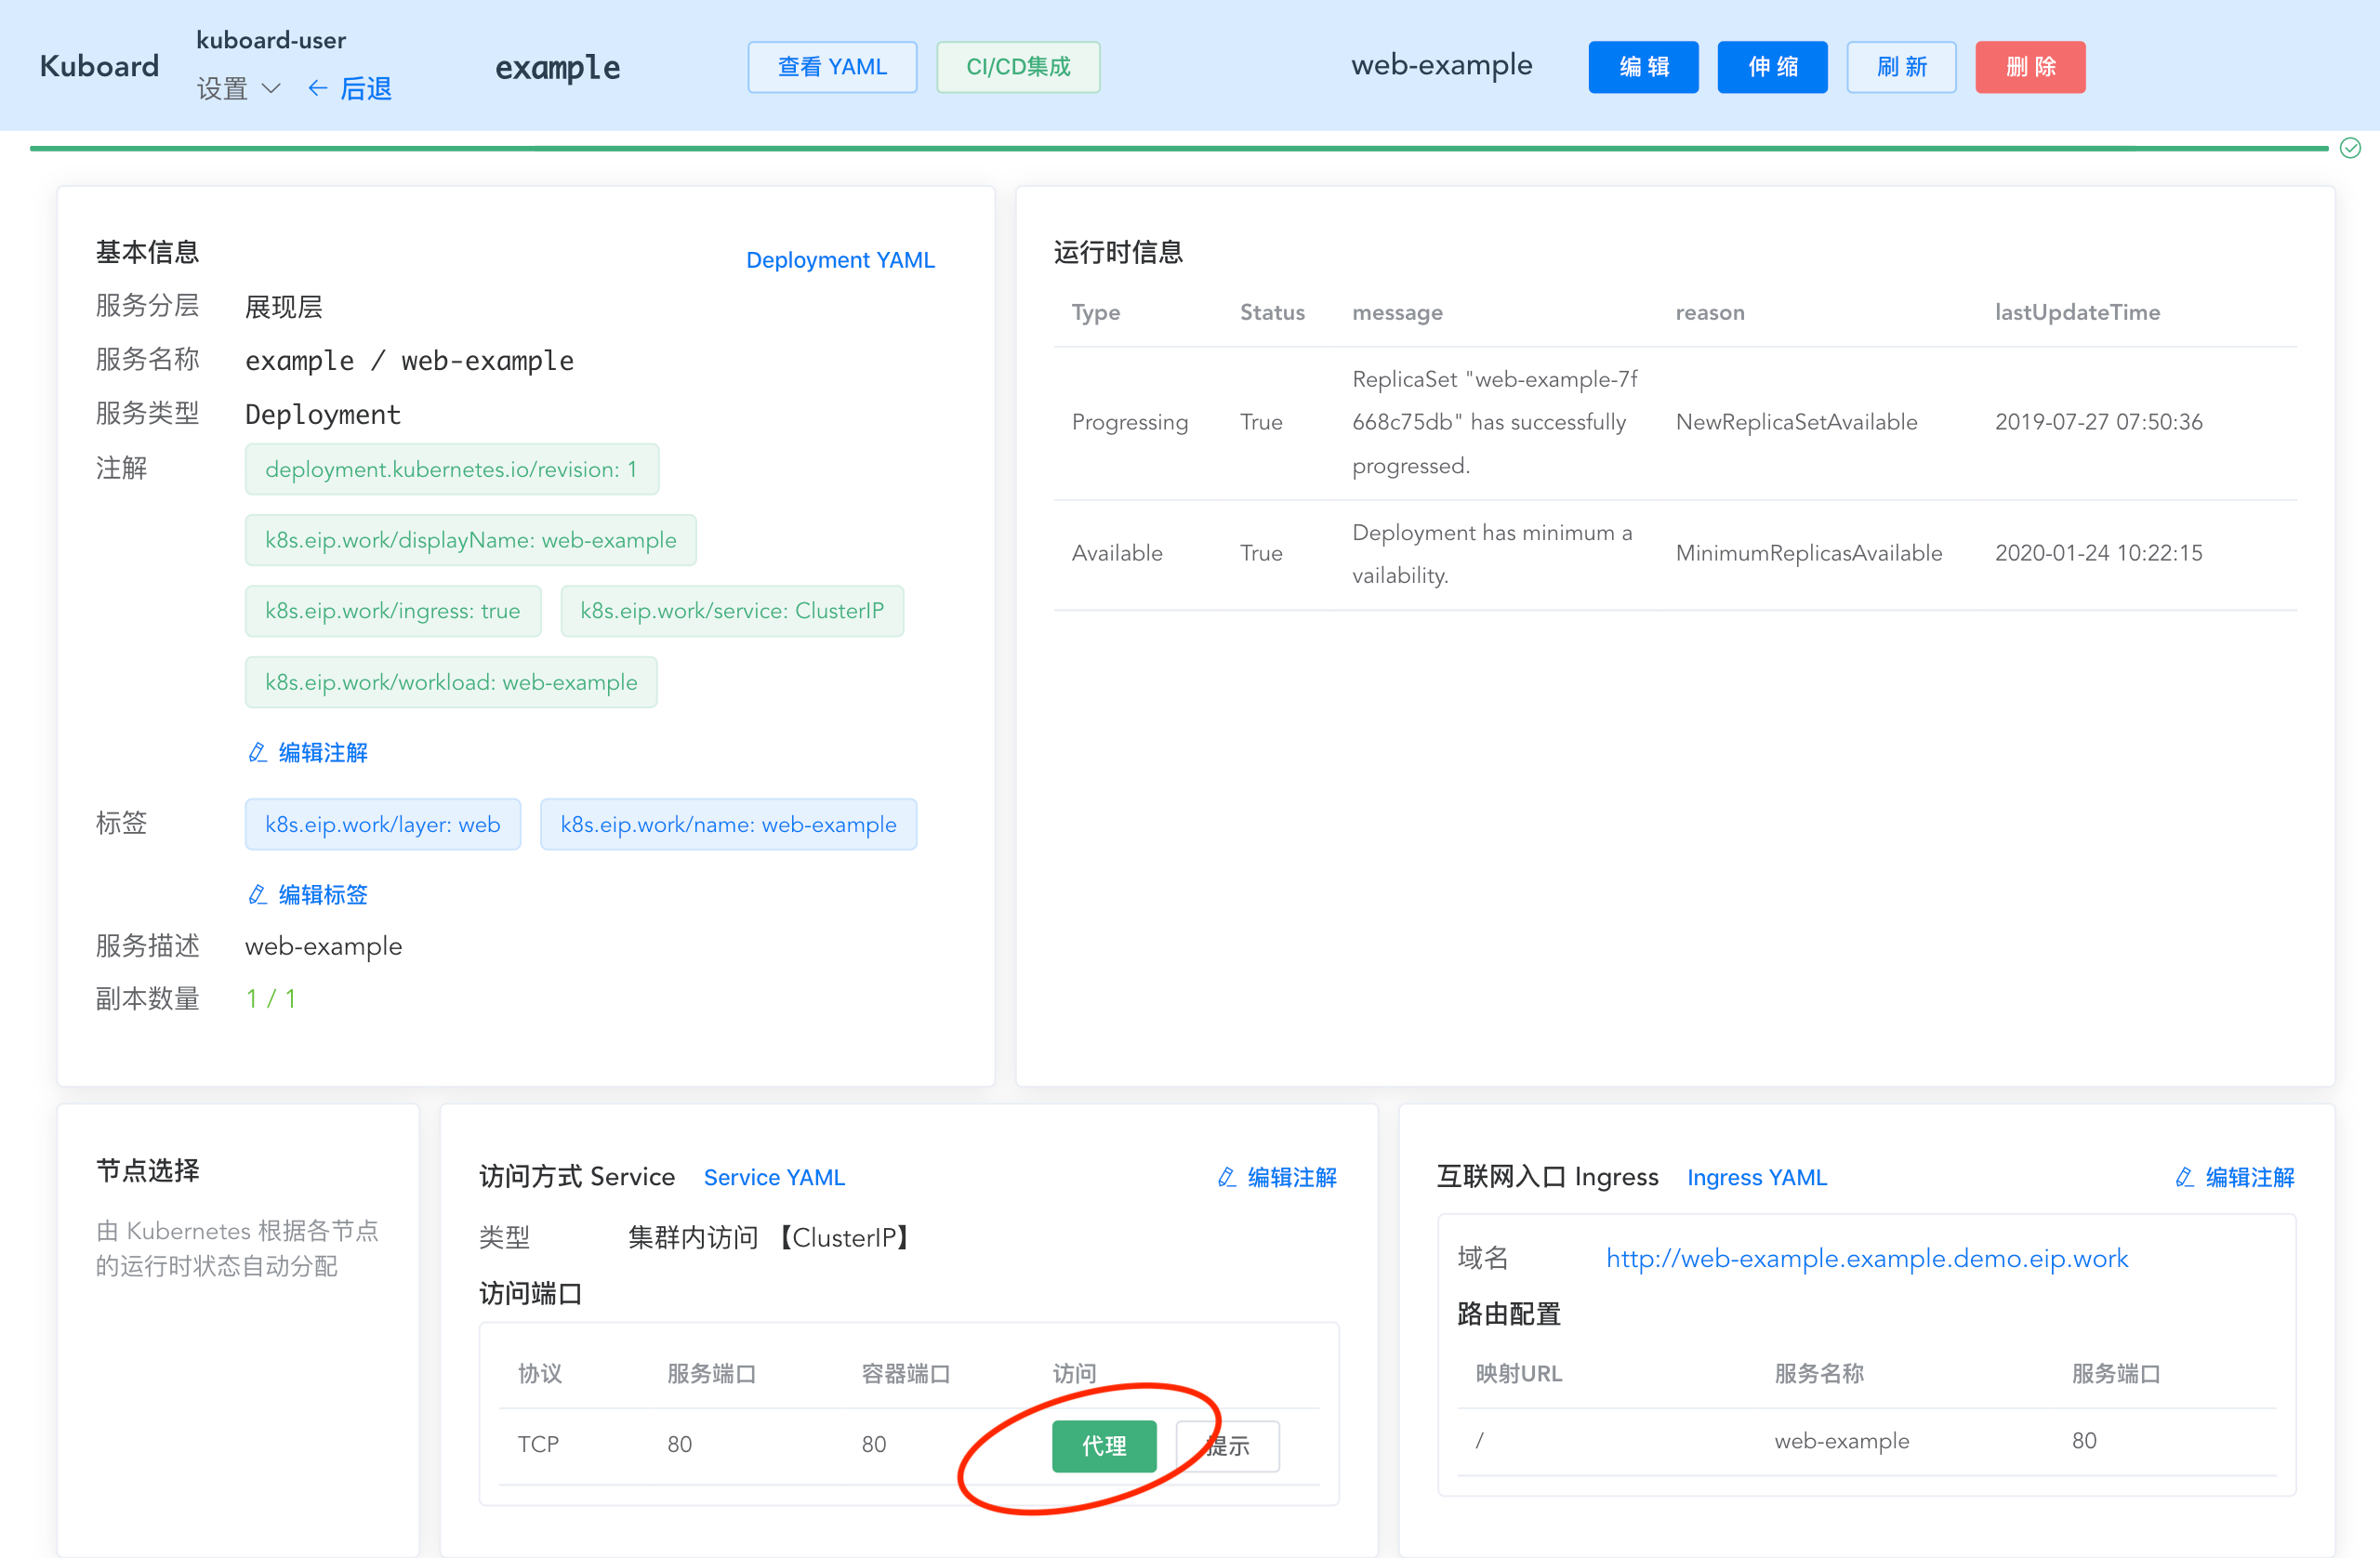 Kuboard
kuboard-user
设置
← 后退
example
查看 YAML
CI/CD集成
web-example
编 辑
伸 缩
刷 新
删 除
基本信息
Deployment YAML
服务分层 展现层
服务名称 example / web-example
服务类型 Deployment
注解 deployment.kubernetes.io/revision: 1
k8s.eip.work/displayName: web-example
k8s.eip.work/ingress: true k8s.eip.work/service: ClusterIP
k8s.eip.work/workload: web-example
编辑注解
标签 k8s.eip.work/layer: web k8s.eip.work/name: web-example
编辑标签
服务描述 web-example
副本数量 1 / 1
运行时信息
Type Status message reason lastUpdateTime
Progressing True ReplicaSet "web-example-7f
668c75db" has successfully
progressed. NewReplicaSetAvailable 2019-07-27 07:50:36
Available True Deployment has minimum a
vailability. MinimumReplicasAvailable 2020-01-24 10:22:15
节点选择
由 Kubernetes 根据各节点
的运行时状态自动分配
访问方式 Service Service YAML 编辑注解
类型 集群内访问 【ClusterIP】
访问端口
协议 服务端口 容器端口 访问
TCP 80 80 代理 提示
互联网入口 Ingress Ingress YAML 编辑注解
域名 http://web-example.example.demo.eip.work
路由配置
映射URL 服务名称 服务端口
/ web-example 80